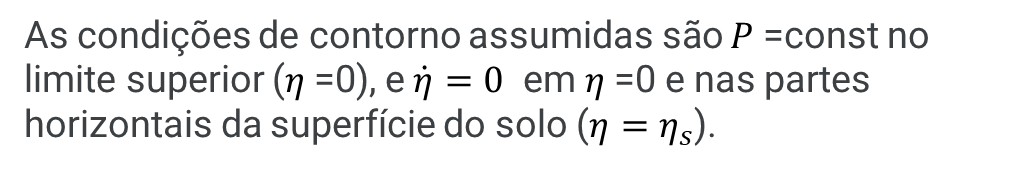 As condições de contorno assumidas são P =const no
limite superior (η =0), e η̇ = 0 em η =0 e nas partes
horizontais da superfície do solo (η = ηₛ).